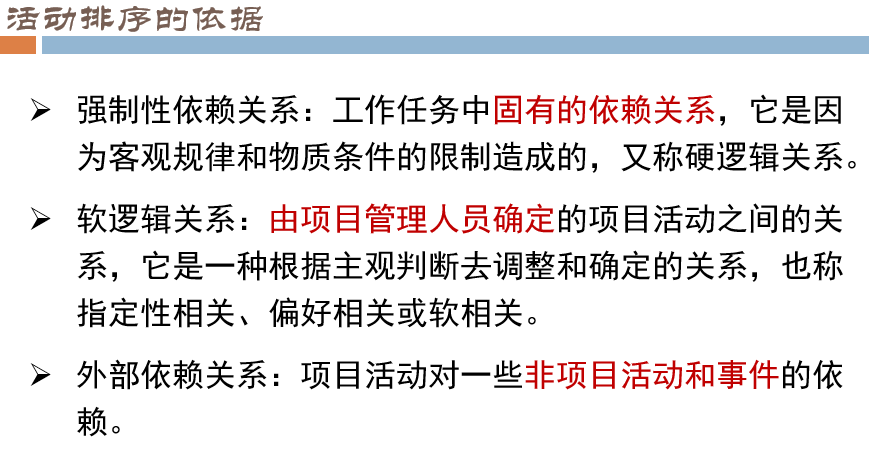 活动排序的依据
➢ 强制性依赖关系：工作任务中固有的依赖关系，它是因
为客观规律和物质条件的限制造成的，又称硬逻辑关系。
➢ 软逻辑关系：由项目管理人员确定的项目活动之间的关
系，它是一种根据主观判断去调整和确定的关系，也称
指定性相关、偏好相关或软相关。
➢ 外部依赖关系：项目活动对一些非项目活动和事件的依
赖。